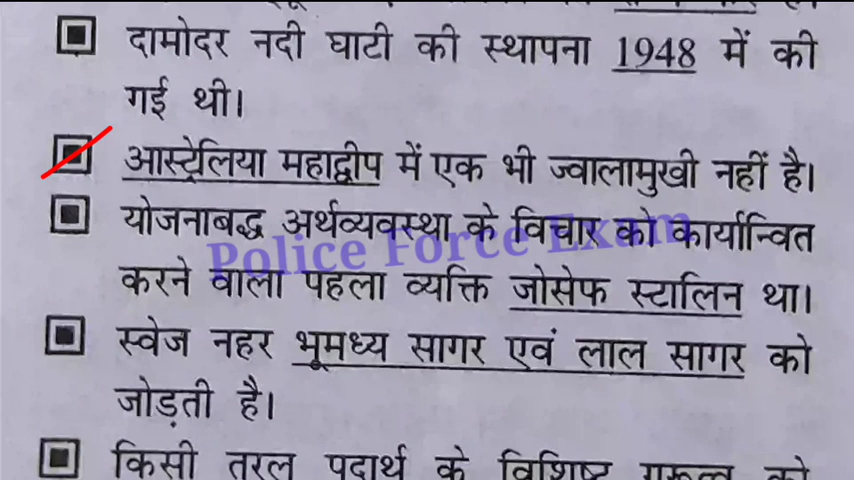 दामोदर नदी घाटी की स्थापना 1948 में की
गई थी।
आस्ट्रेलिया महाद्वीप में एक भी ज्वालामुखी नहीं है।
योजनाबद्ध अर्थव्यवस्था के विचार को कार्यान्वित
Police Force Exam
करने वाला पहला व्यक्ति जोसेफ स्टालिन था।
स्वेज नहर भूमध्य सागर एवं लाल सागर को
जोड़ती है।
किसी तरल पदार्थ के विशिष्ट गुरूत्व को